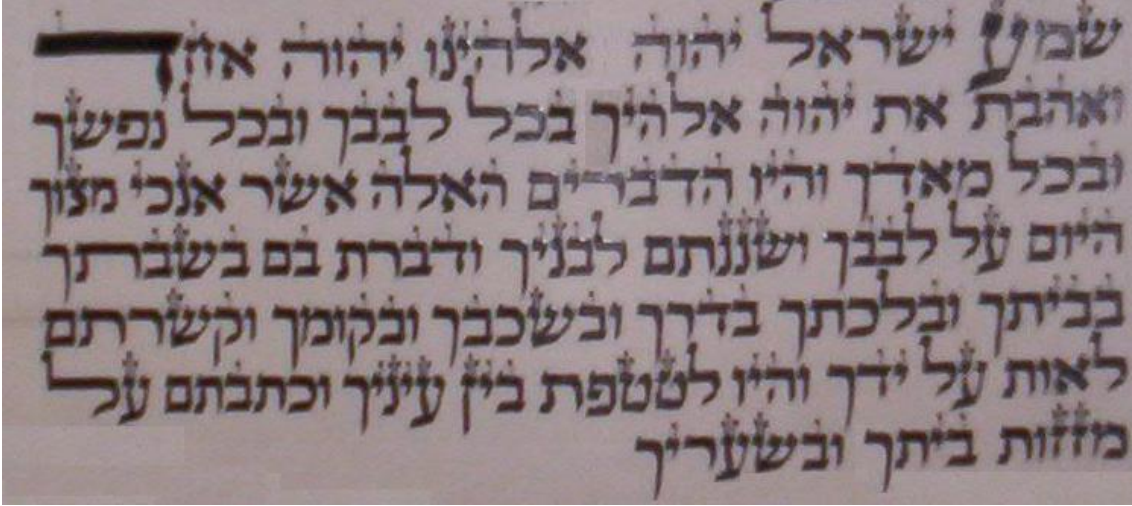 שמע ישראל יהוה אלהינו יהוה אחד
ואהבת את יהוה אלהיך בכל לבבך ובכל נפשך
ובכל מאדך והיו הדברים האלה אשר אנכי מצוך
היום על לבבך ושננתם לבניך ודברת בם בשבתך
בביתך ובלכתך בדרך ובשכבך ובקומך וקשרתם
לאות על ידך והיו לטטפת בין עיניך וכתבתם על
מזזות ביתך ובשעריך